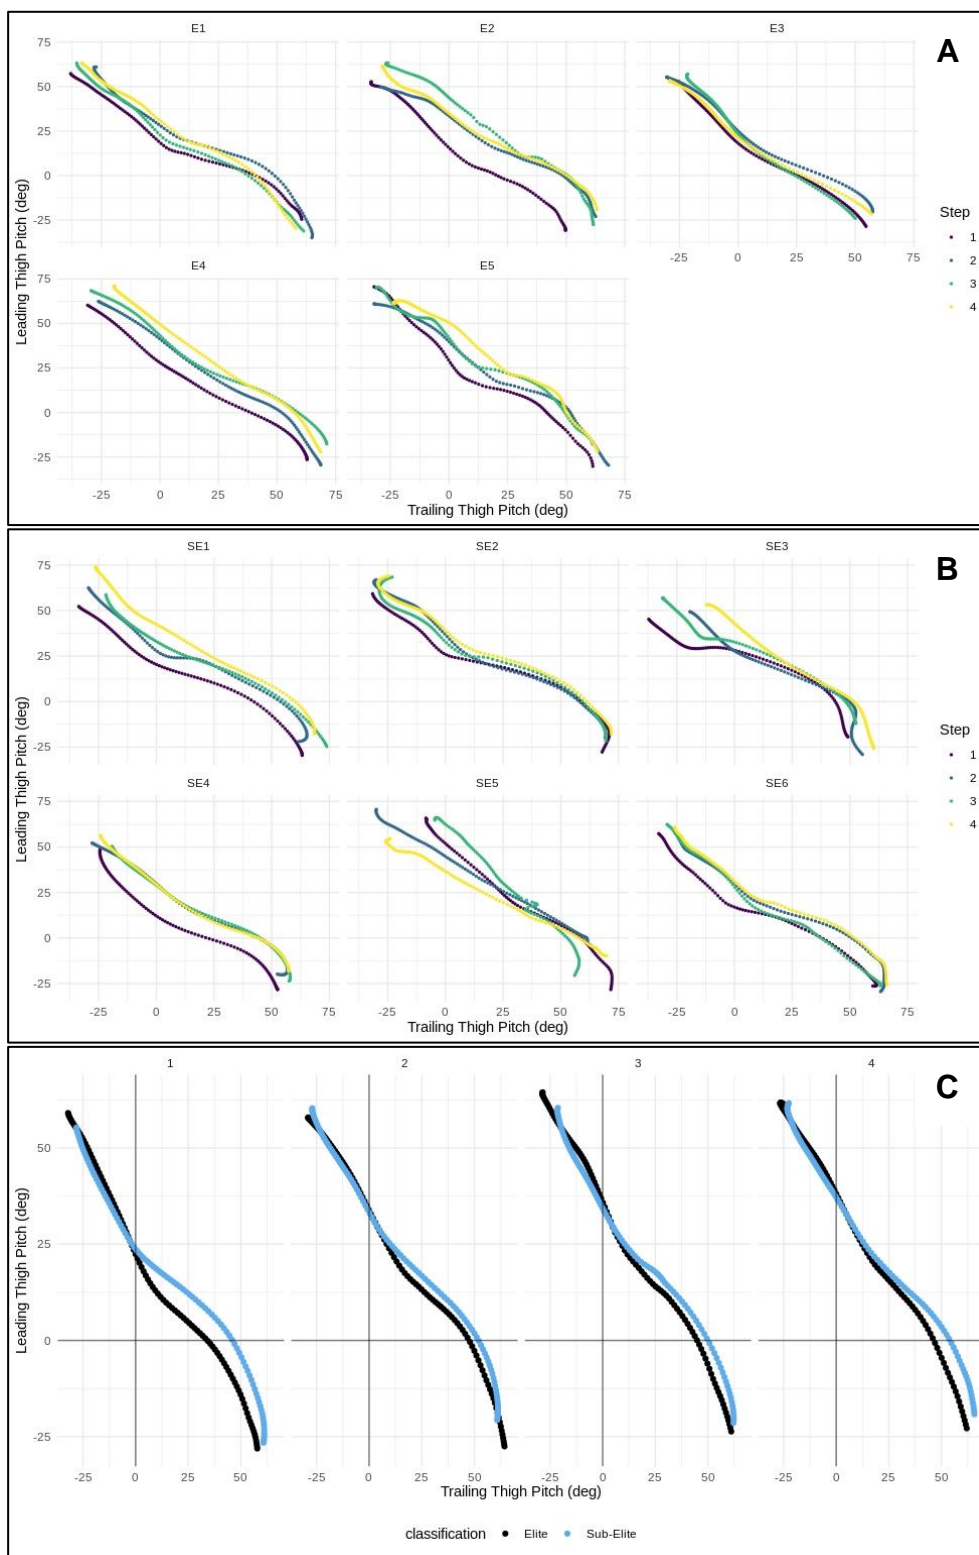 A
E1 E2 E3
75
50
25
0
-25
-25 0 25 50 75
E4 E5
75
50
25
0
-25
-25 0 25 50 75 -25 0 25 50 75
Leading Thigh Pitch (deg)
Trailing Thigh Pitch (deg)
Step
1
2
3
4
B
SE1 SE2 SE3
75
50
25
0
-25
SE4 SE5 SE6
75
50
25
0
-25
-25 0 25 50 75 -25 0 25 50 75 -25 0 25 50 75
Leading Thigh Pitch (deg)
Trailing Thigh Pitch (deg)
Step
1
2
3
4
C
1 2 3 4
50
25
0
-25
-25 0 25 50 -25 0 25 50 -25 0 25 50 -25 0 25 50
Leading Thigh Pitch (deg)
Trailing Thigh Pitch (deg)
classification Elite Sub-Elite